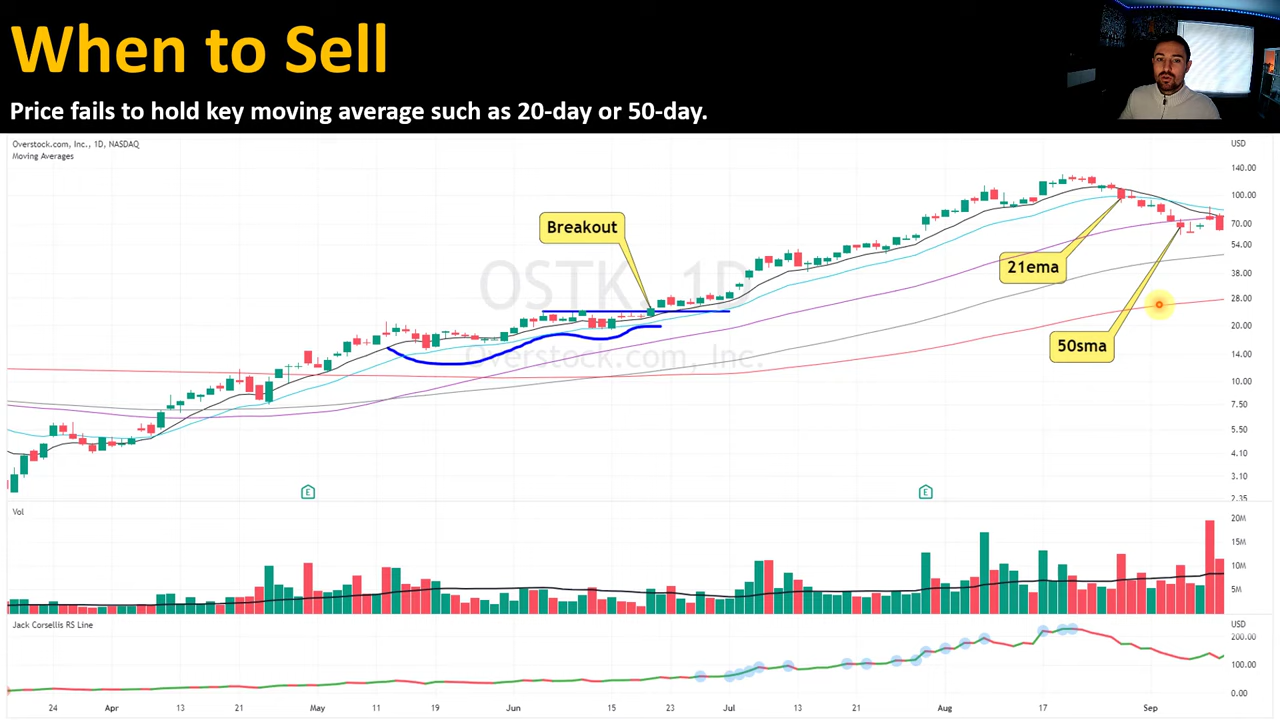 When to Sell
Price fails to hold key moving average such as 20-day or 50-day.
Overstock.com, Inc., 1D, NASDAQ
Moving Averages
USD
140.00
100.00
70.00
54.00
38.00
28.00
20.00
14.00
10.00
7.50
5.50
4.10
3.10
2.35
Breakout
21ema
50sma
OSTK, 1D
Overstock.com, Inc.
E
E
Vol
20M
15M
10M
5M
Jack Corsellis RS Line
USD
200.00
100.00
0.00
24 Apr 13 21 May 11 19 Jun 15 23 Jul 13 21 Aug 17 Sep